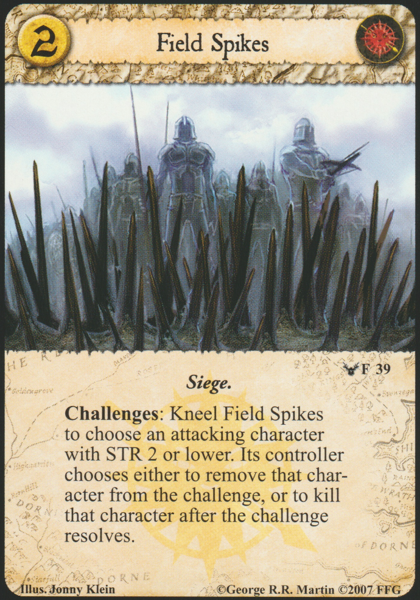 2
Field Spikes
F 39
Siege.
Challenges: Kneel Field Spikes
to choose an attacking character
with STR 2 or lower. Its controller
chooses either to remove that char-
acter from the challenge, or to kill
that character after the challenge
resolves.
Illus. Jonny Klein
©George R.R. Martin ©2007 FFG